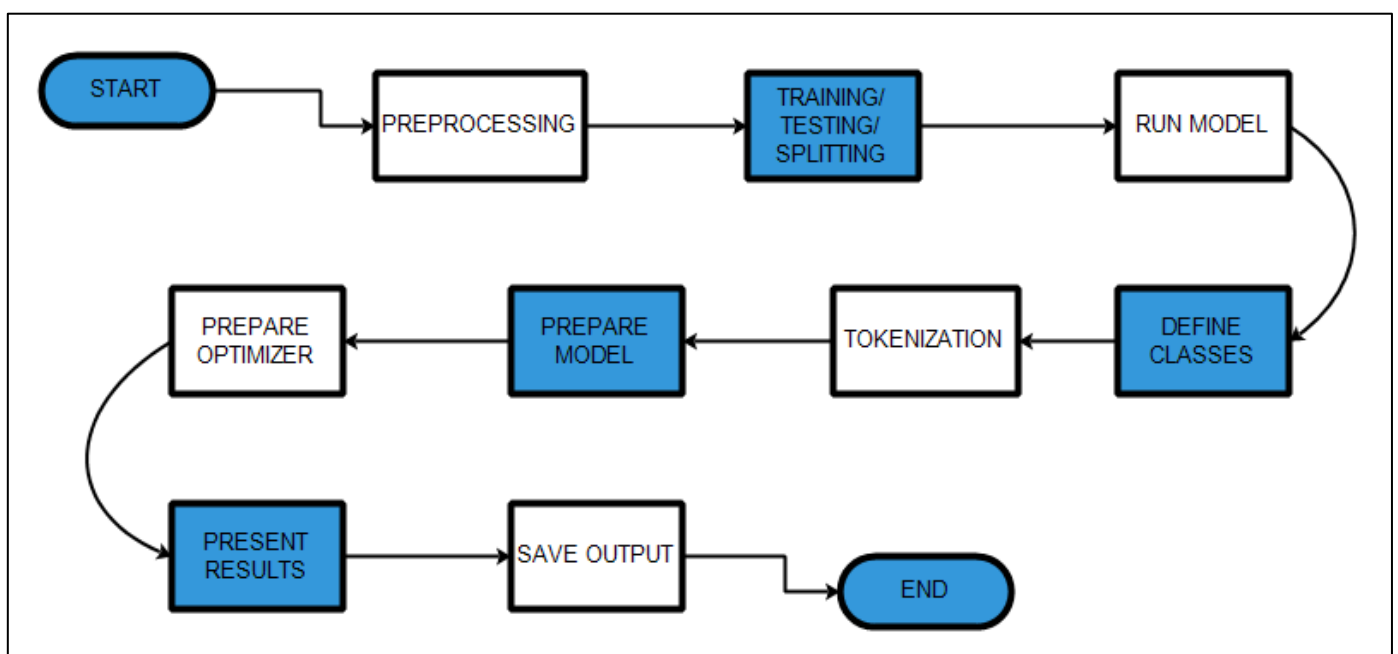 START
PREPROCESSING
TRAINING/
TESTING/
SPLITTING
RUN MODEL
DEFINE
CLASSES
TOKENIZATION
PREPARE
MODEL
PREPARE
OPTIMIZER
PRESENT
RESULTS
SAVE OUTPUT
END